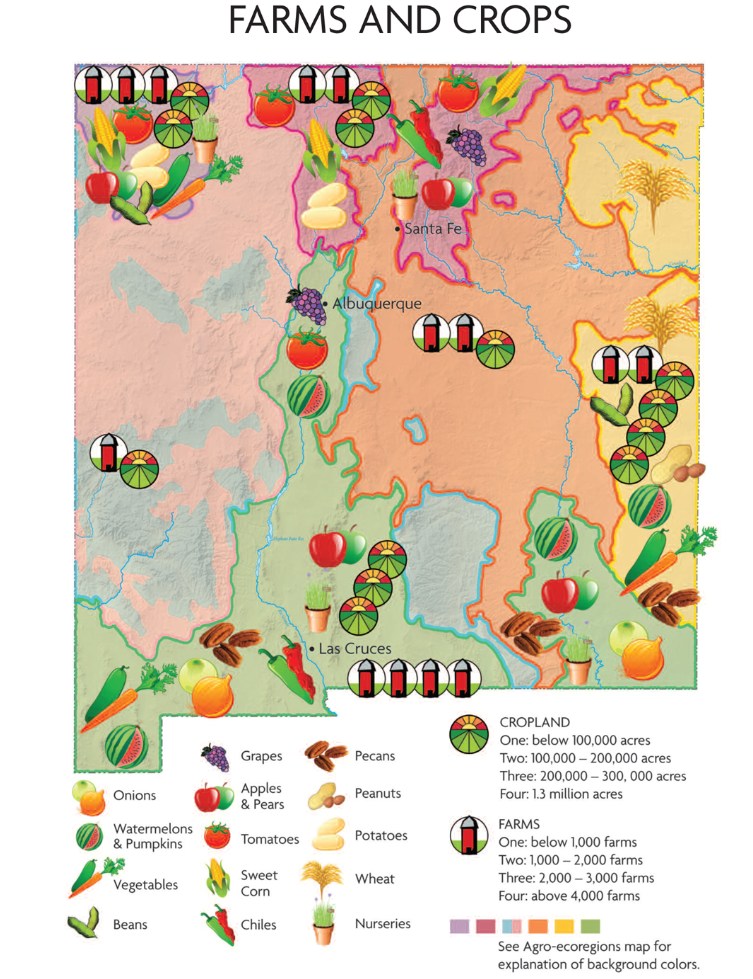 FARMS AND CROPS
Santa Fe
Albuquerque
Las Cruces
Grapes
Pecans
Onions
Apples
& Pears
Peanuts
Watermelons
& Pumpkins
Tomatoes
Potatoes
Vegetables
Sweet
Corn
Wheat
Beans
Chiles
Nurseries
CROPLAND
One: below 100,000 acres
Two: 100,000 – 200,000 acres
Three: 200,000 – 300, 000 acres
Four: 1.3 million acres
FARMS
One: below 1,000 farms
Two: 1,000 – 2,000 farms
Three: 2,000 – 3,000 farms
Four: above 4,000 farms
See Agro-ecoregions map for
explanation of background colors.